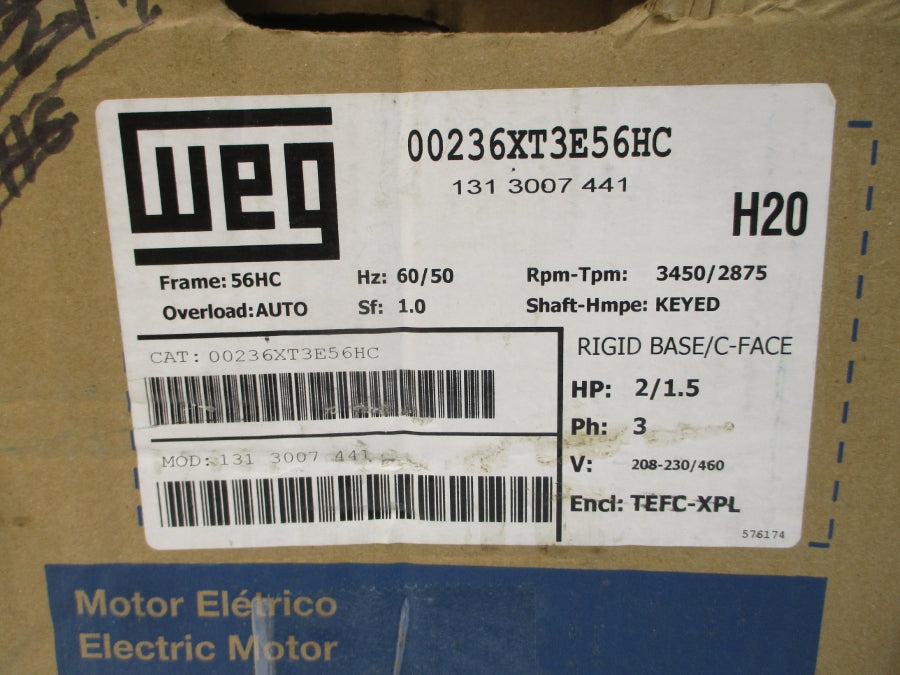 weg
00236XT3E56HC
131 3007 441
H20
Frame: 56HC Hz: 60/50 Rpm-Tpm: 3450/2875
Overload:AUTO Sf: 1.0 Shaft-Hmpe: KEYED
CAT: 00236XT3E56HC
RIGID BASE/C-FACE
HP: 2/1.5
Ph: 3
MOD: 131 3007 441
V: 208-230/460
Encl: TEFC-XPL
576174
Motor Elétrico
Electric Motor